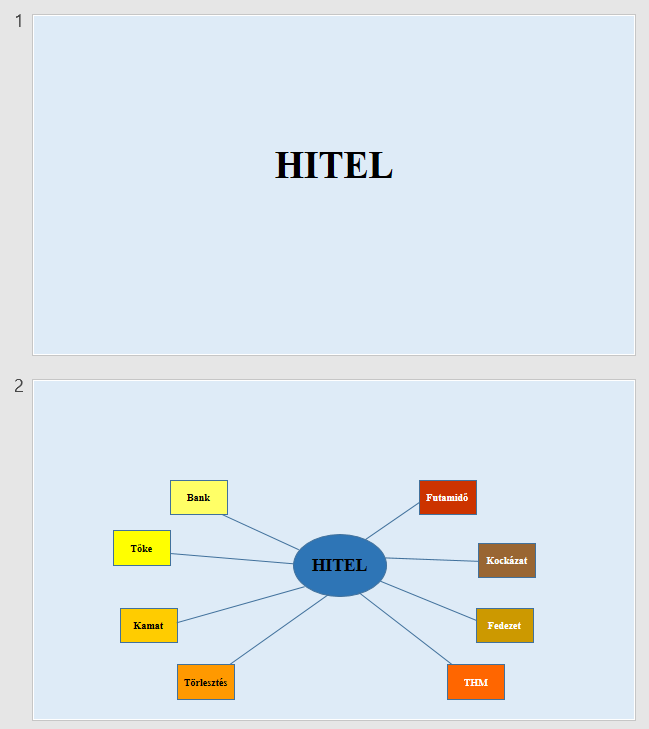 1
HITEL
2
Bank
Futamidő
Tőke
HITEL
Kockázat
Kamat
Fedezet
Törlesztés
THM